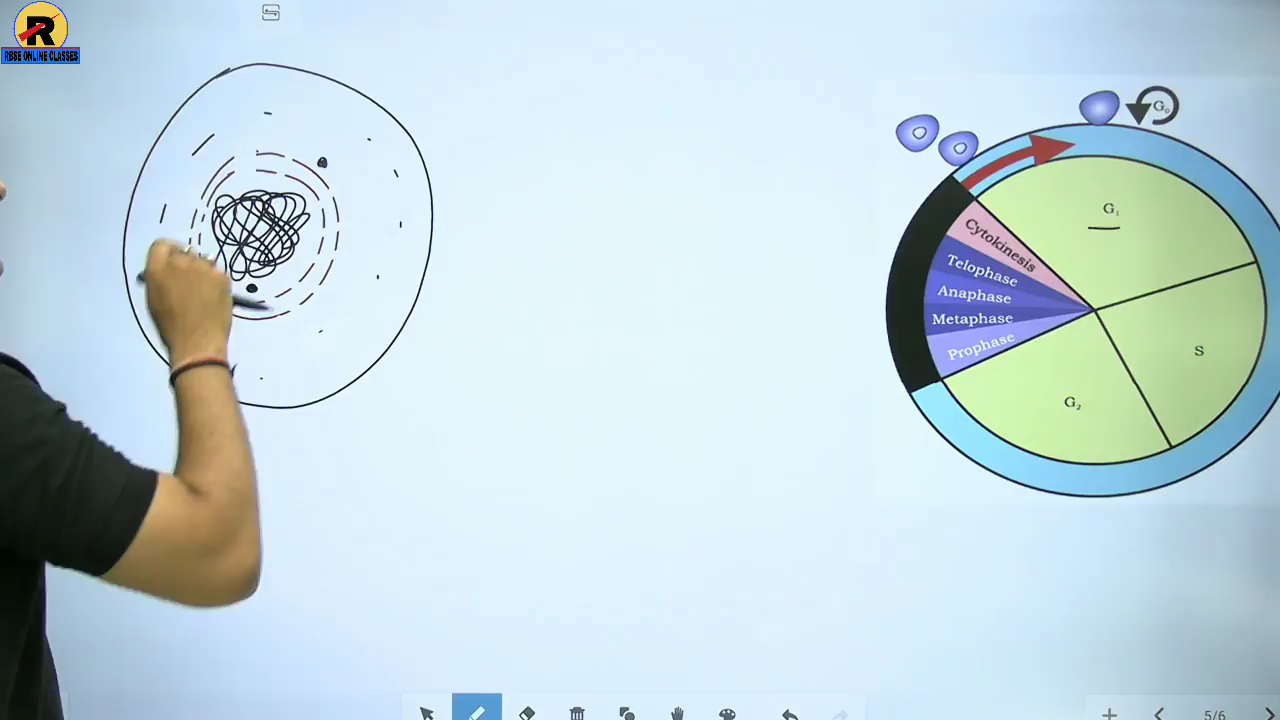 R
RBSE ONLINE CLASSES
G₀
G₁
Cytokinesis
Telophase
Anaphase
Metaphase
Prophase
S
G₂
5/6